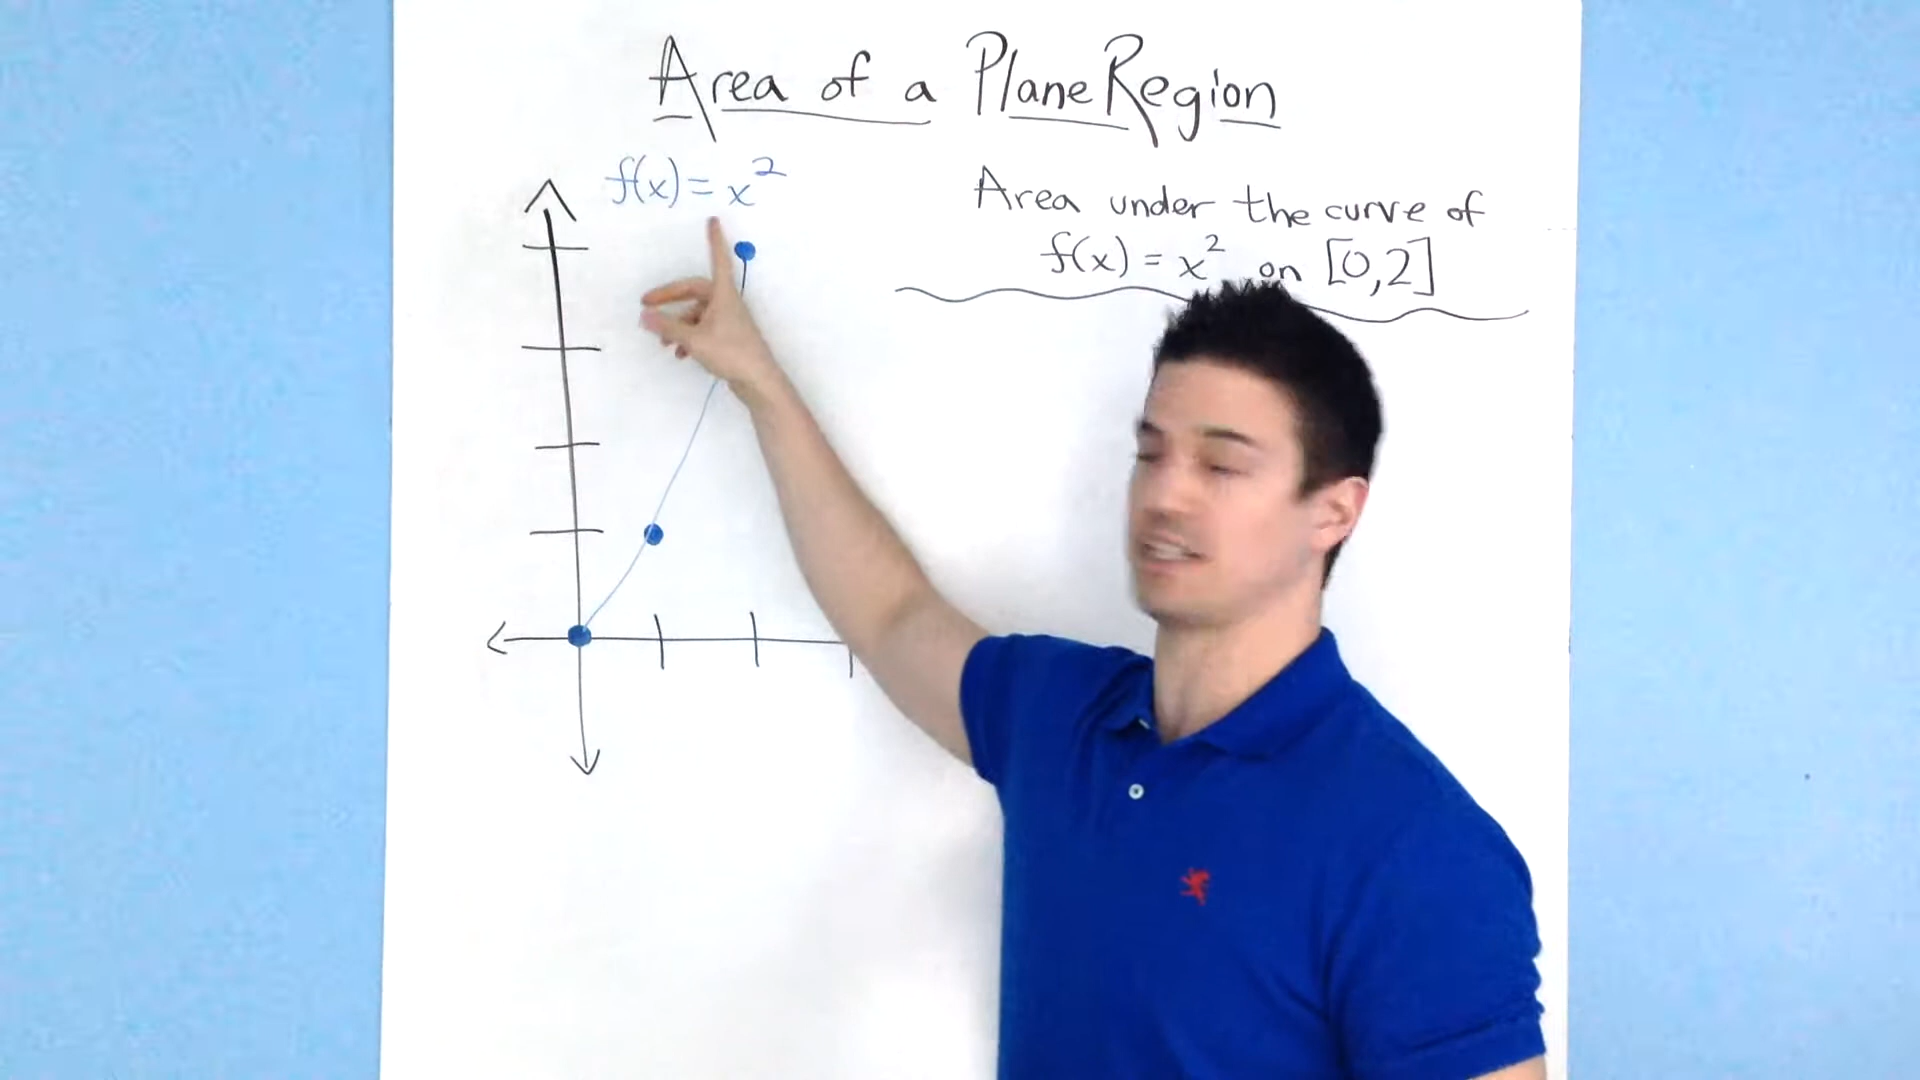 Area of a Plane Region
f(x) = x²
Area under the curve of
f(x) = x² on [0,2]